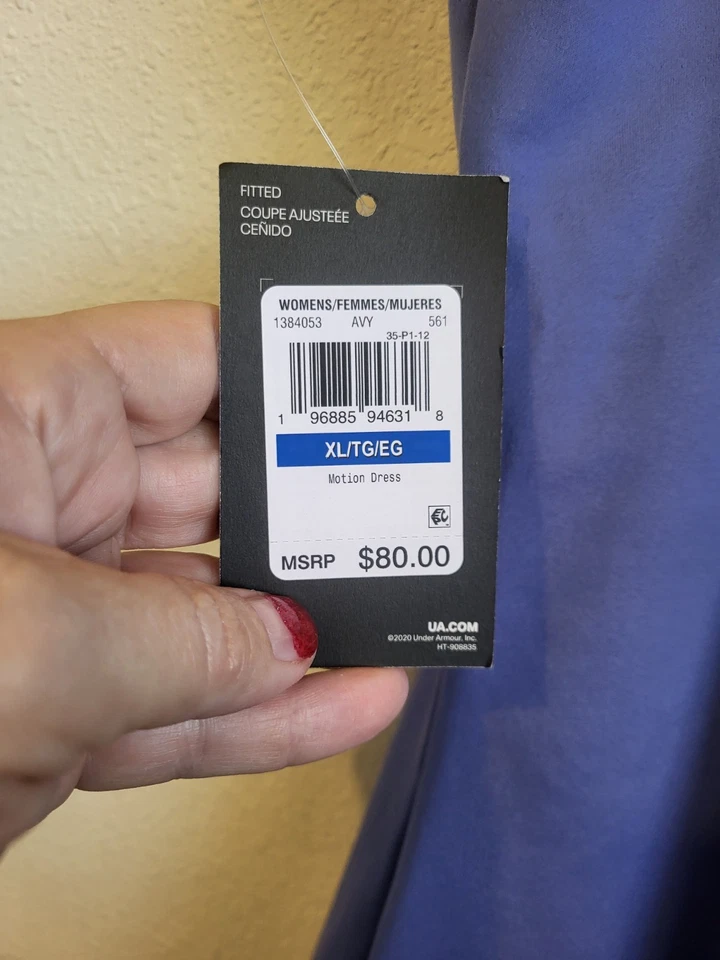 FITTED
COUPE AJUSTEÉE
CEÑIDO
WOMENS/FEMMES/MUJERES
1384053 AVY 561
35-P1-12
1 96885 94631 8
XL/TG/EG
Motion Dress
MSRP $80.00
UA.COM
©2020 Under Armour, Inc.
HT-908835